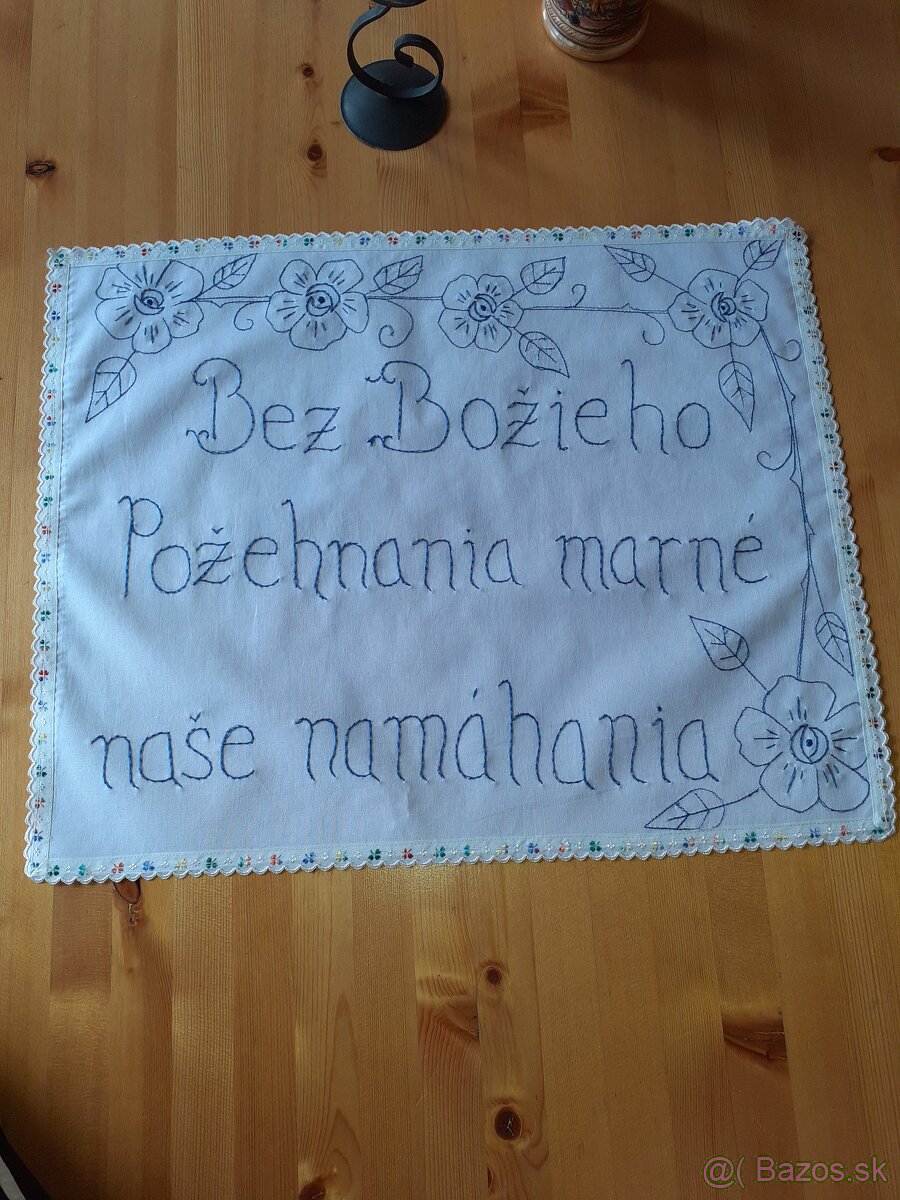 Bez Božieho
Požehnania marné
naše namáhania
@( Bazos.sk